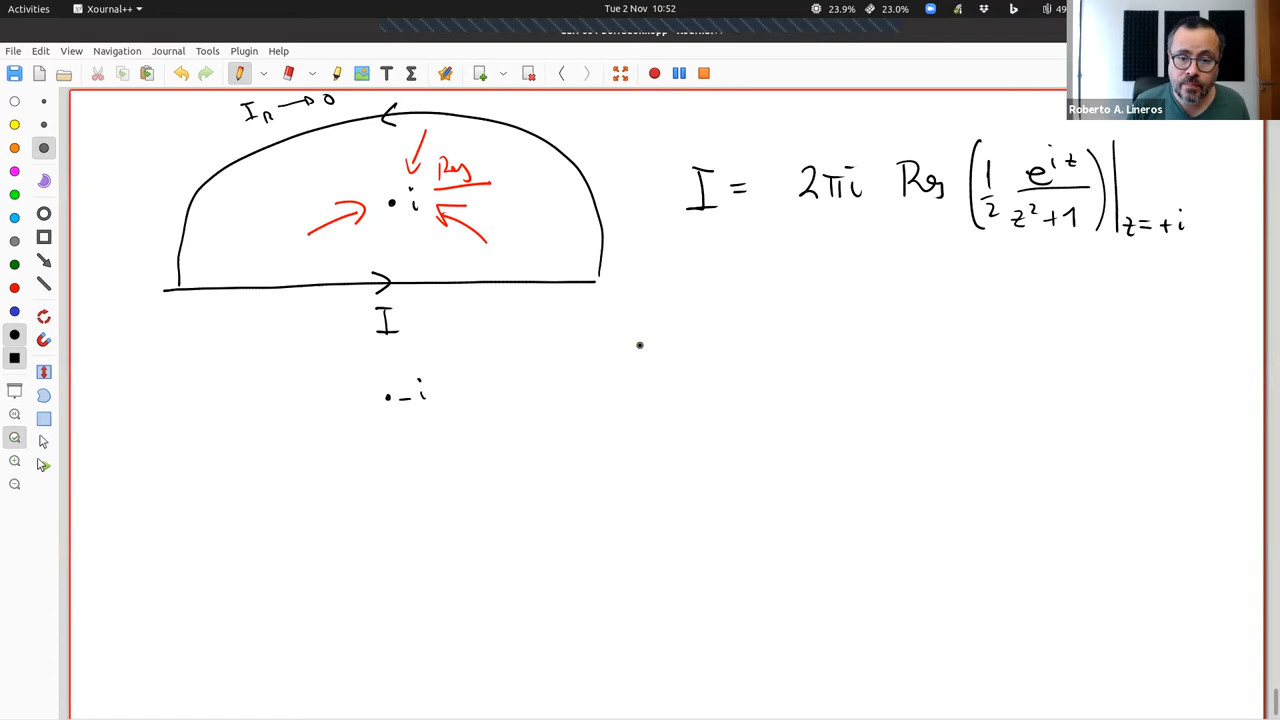 Activities
Xournal++
Tue 2 Nov 10:52
23.9%
23.0%
File Edit View Navigation Journal Tools Plugin Help
Roberto A. Lineros
I_R → 0
Res
i
I
-i
I = 2πi Res (1/2 e^{iz}/(z²+1))|_{z=+i}